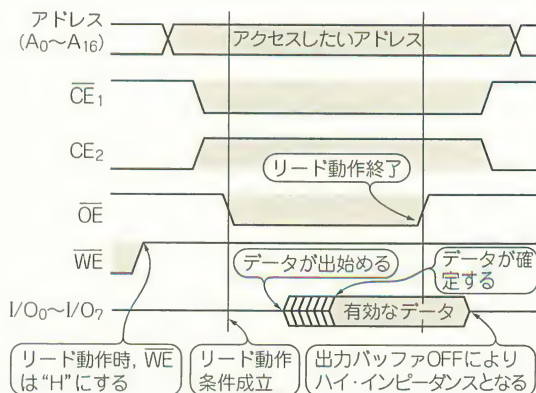 アドレス
(A₀～A₁₆)
アクセスしたいアドレス
C̅E̅₁
CE₂
リード動作終了
O̅E̅
W̅E̅
データが出始める
データが確
定する
I/O₀～I/O₇
有効なデータ
リード動作時, W̅E̅
は“H”にする
リード動作
条件成立
出力バッファOFFにより
ハイ・インピーダンスとなる